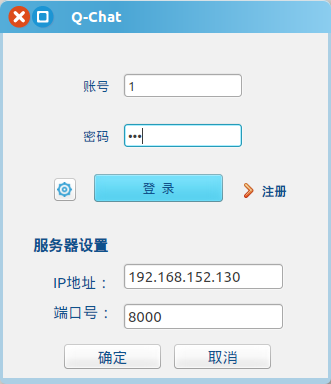 Q-Chat
账号 1
密码 •••
登 录 注册
服务器设置
IP地址： 192.168.152.130
端口号： 8000
确定 取消